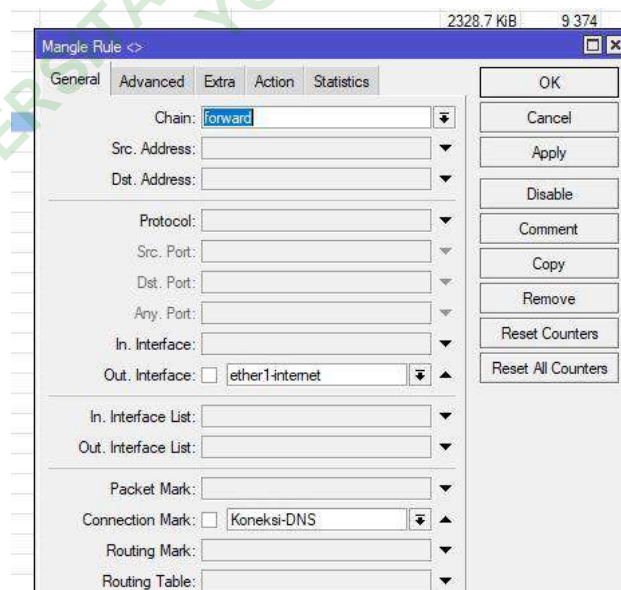 2328.7 KiB 9 374
Mangle Rule <>
General Advanced Extra Action Statistics
OK
Chain: forward
Cancel
Src. Address:
Apply
Dst. Address:
Disable
Protocol:
Comment
Src. Port:
Copy
Dst. Port:
Remove
Any. Port:
Reset Counters
In. Interface:
Reset All Counters
Out. Interface: ether1-internet
In. Interface List:
Out. Interface List:
Packet Mark:
Connection Mark: Koneksi-DNS
Routing Mark:
Routing Table: